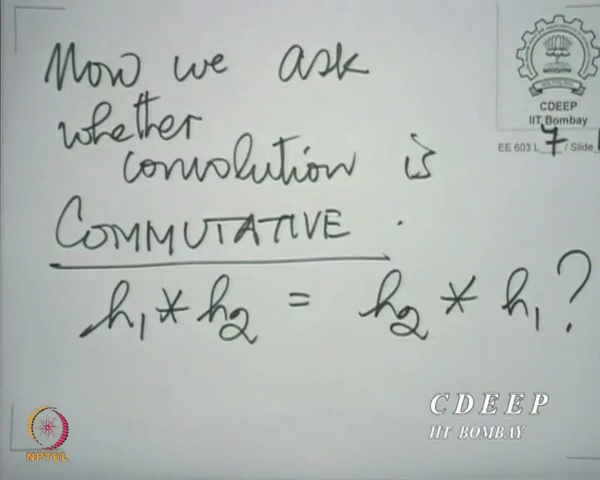 Now we ask
whether
convolution is
COMMUTATIVE.
h₁ * h₂ = h₂ * h₁ ?
CDEEP
IIT Bombay
EE 603 L 7 / Slide
CDEEP
IIT BOMBAY
NPTEL